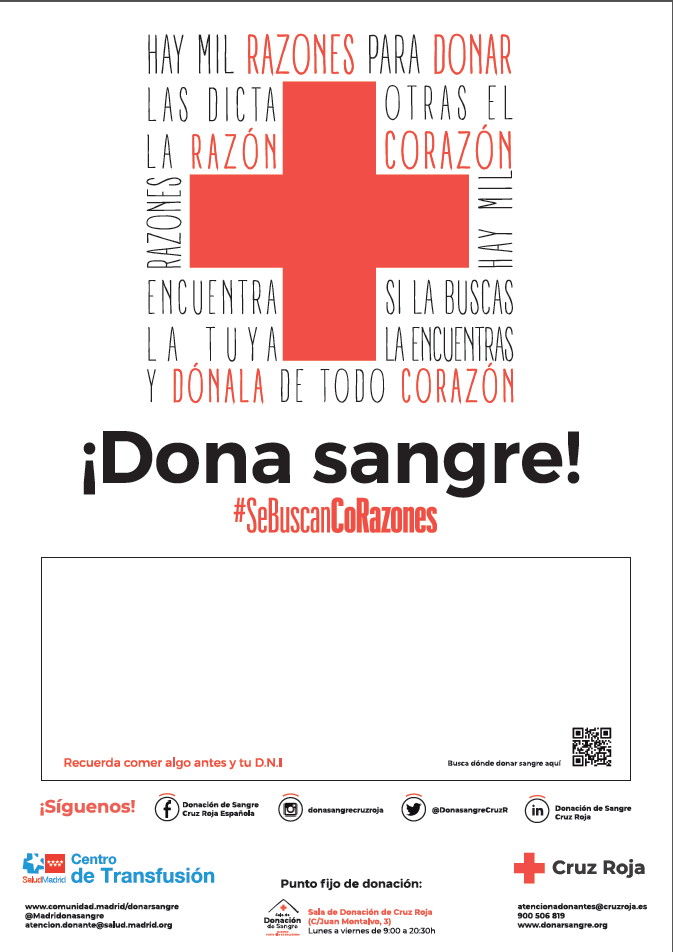 HAY MIL RAZONES PARA DONAR
LAS DICTA
LA RAZÓN
OTRAS EL
CORAZÓN
RAZONES
HAY MIL
ENCUENTRA
LA TUYA
SI LA BUSCAS
LA ENCUENTRAS
Y DÓNALA DE TODO CORAZÓN
¡Dona sangre!
#SeBuscanCoRazones
Recuerda comer algo antes y tu D.N.I
Busca dónde donar sangre aquí
¡Síguenos!
Donación de Sangre
Cruz Roja Española
donasangrecruzroja
@DonasangreCruzR
in
Donación de Sangre
Cruz Roja
SaludMadrid
Centro
de Transfusión
www.comunidad.madrid/donarsangre
@Madridonasangre
atencion.donante@salud.madrid.org
Punto fijo de donación:
Sala de
Donación
de Sangre
Sala de Donación de Cruz Roja
(C/Juan Montalvo, 3)
Lunes a viernes de 9:00 a 20:30h
Cruz Roja
atencionadonantes@cruzroja.es
900 506 819
www.donarsangre.org